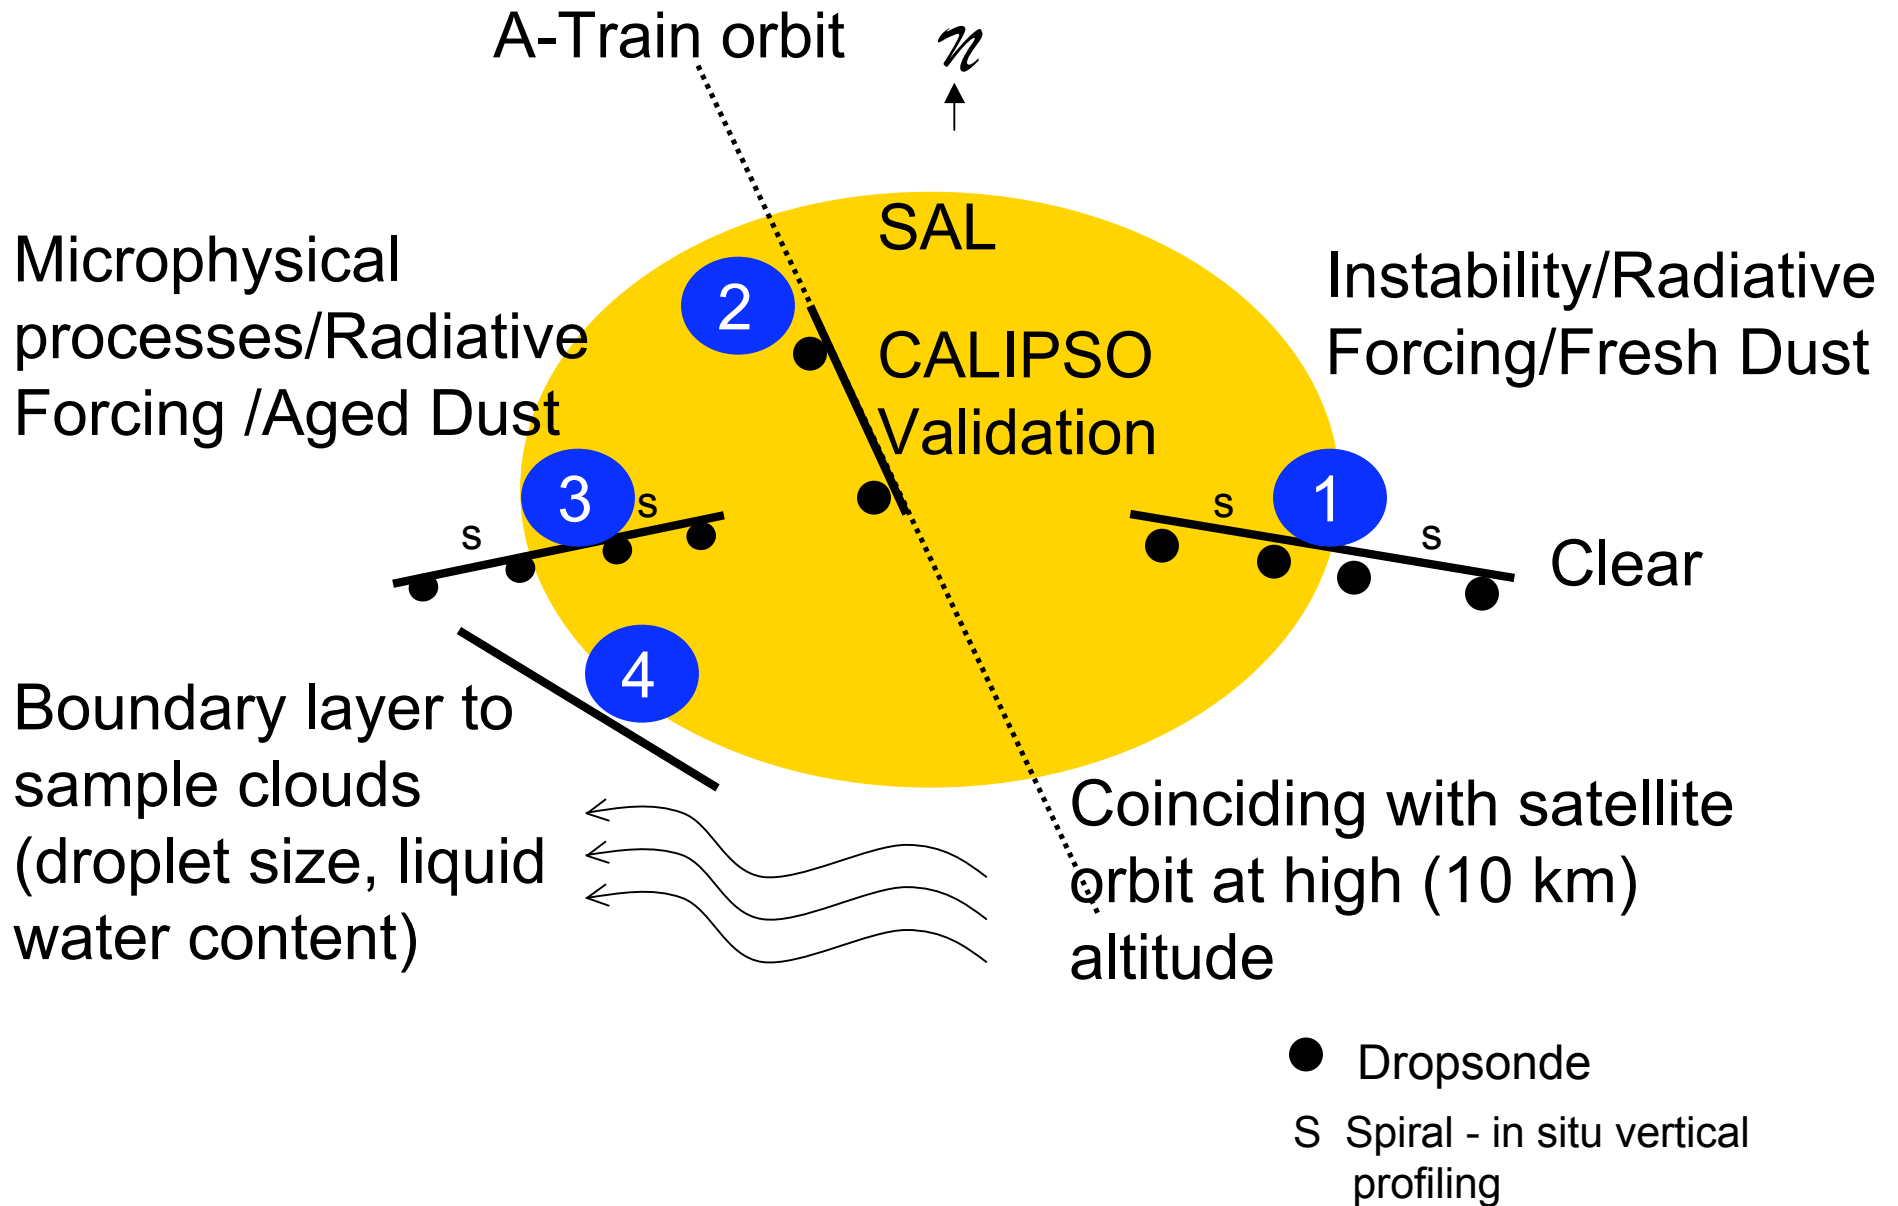 A-Train orbit
n
SAL
Microphysical
processes/Radiative
Forcing /Aged Dust
2
CALIPSO
Validation
Instability/Radiative
Forcing/Fresh Dust
3
s
s
1
s
s
Clear
4
Boundary layer to
sample clouds
(droplet size, liquid
water content)
Coinciding with satellite
orbit at high (10 km)
altitude
Dropsonde
S Spiral - in situ vertical
profiling